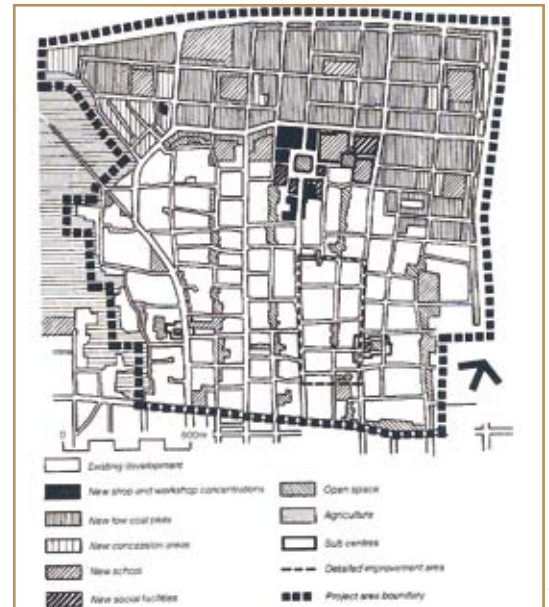 0 800m
Existing development
New shop and workshop concentrations
New low cost plots
New concession areas
New school
New social facilities
Open space
Agriculture
Sub centres
Detailed improvement area
Project area boundary